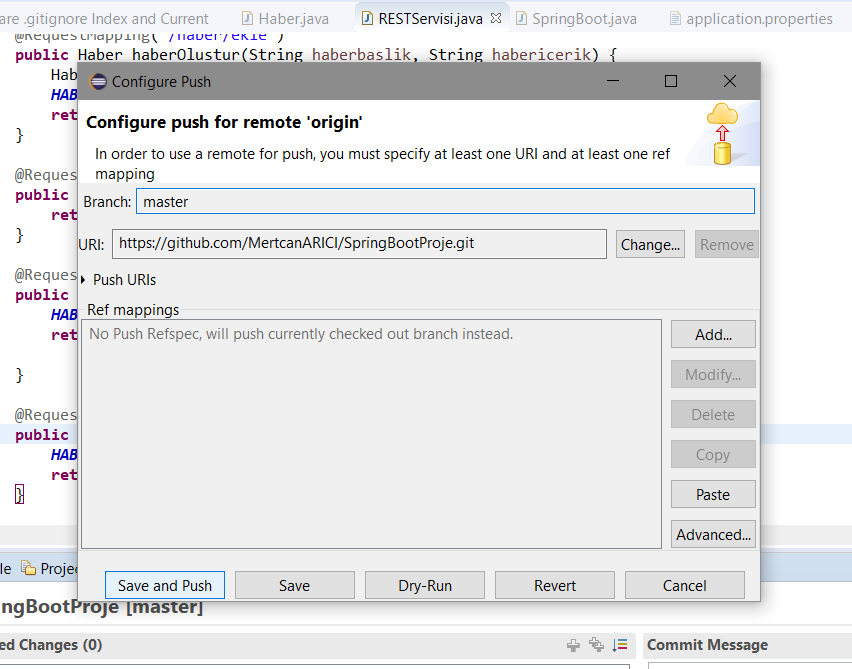 are .gitignore Index and Current Haber.java RESTServisi.java SpringBoot.java application.properties
@RequestMapping("/haber/ekle")
public Haber haberOlustur(String haberbaslik, String habericerik) {
Hab
HAB
ret
}
@Reques
public
ret
}
@Reques
public
HAB
ret
}
@Reques
public
HAB
ret
}
Configure Push
Configure push for remote 'origin'
In order to use a remote for push, you must specify at least one URI and at least one ref
mapping
Branch: master
URI: https://github.com/MertcanARICI/SpringBootProje.git Change... Remove
Push URIs
Ref mappings
No Push Refspec, will push currently checked out branch instead.
Add...
Modify...
Delete
Copy
Paste
Advanced...
Save and Push Save Dry-Run Revert Cancel
le Projec
ngBootProje [master]
ed Changes (0) Commit Message